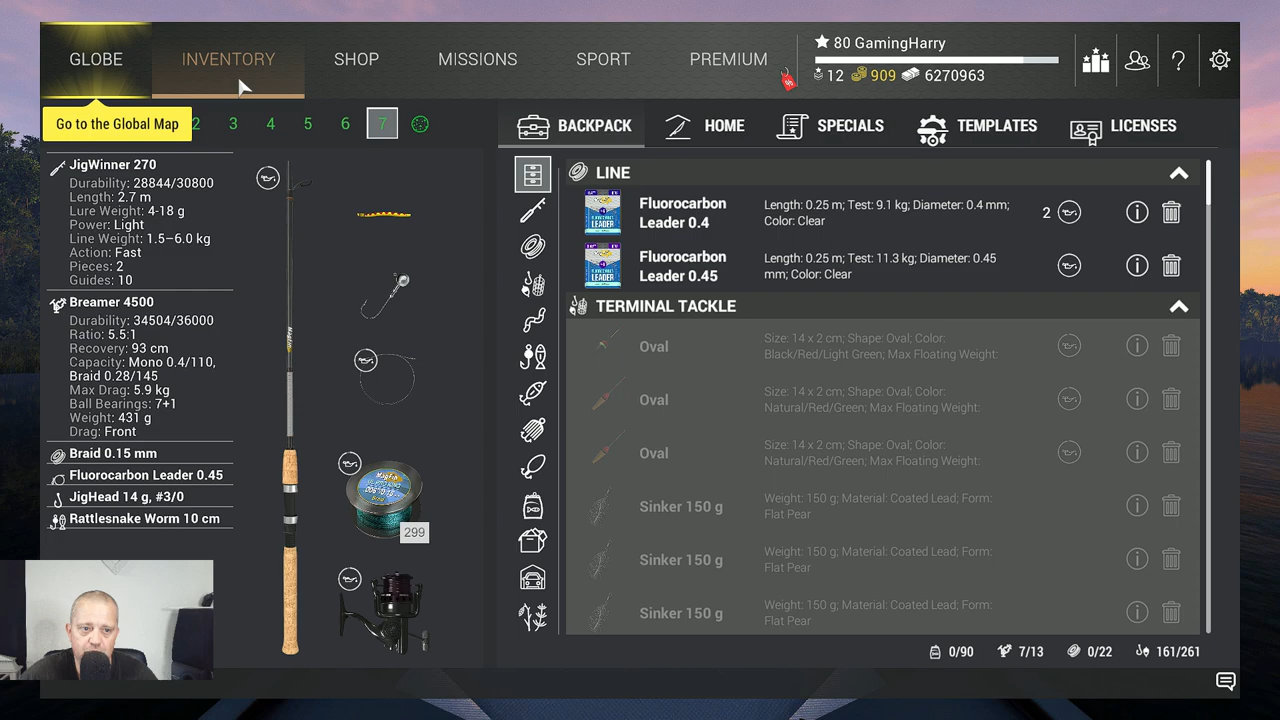 GLOBE
INVENTORY
SHOP
MISSIONS
SPORT
PREMIUM
80 GamingHarry
12 909 6270963
Go to the Global Map
2 3 4 5 6 7
BACKPACK
HOME
SPECIALS
TEMPLATES
LICENSES
JigWinner 270
Durability: 28844/30800
Length: 2.7 m
Lure Weight: 4-18 g
Power: Light
Line Weight: 1.5–6.0 kg
Action: Fast
Pieces: 2
Guides: 10
Breamer 4500
Durability: 34504/36000
Ratio: 5.5:1
Recovery: 93 cm
Capacity: Mono 0.4/110,
Braid 0.28/145
Max Drag: 5.9 kg
Ball Bearings: 7+1
Weight: 431 g
Drag: Front
Braid 0.15 mm
Fluorocarbon Leader 0.45
JigHead 14 g, #3/0
Rattlesnake Worm 10 cm
299
LINE
Fluorocarbon
Leader 0.4
Length: 0.25 m; Test: 9.1 kg; Diameter: 0.4 mm;
Color: Clear
2
Fluorocarbon
Leader 0.45
Length: 0.25 m; Test: 11.3 kg; Diameter: 0.45
mm; Color: Clear
TERMINAL TACKLE
Oval
Size: 14 x 2 cm; Shape: Oval; Color:
Black/Red/Light Green; Max Floating Weight:
Oval
Size: 14 x 2 cm; Shape: Oval; Color:
Natural/Red/Green; Max Floating Weight:
Oval
Size: 14 x 2 cm; Shape: Oval; Color:
Natural/Red/Green; Max Floating Weight:
Sinker 150 g
Weight: 150 g; Material: Coated Lead; Form:
Flat Pear
Sinker 150 g
Weight: 150 g; Material: Coated Lead; Form:
Flat Pear
Sinker 150 g
Weight: 150 g; Material: Coated Lead; Form:
Flat Pear
0/90 7/13 0/22 161/261